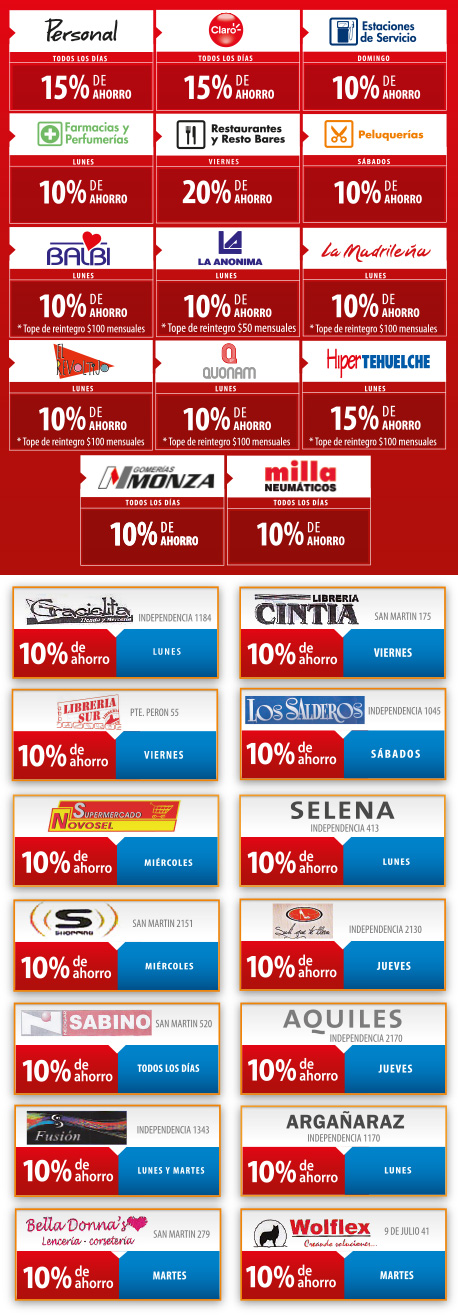 Personal
TODOS LOS DÍAS
15% DE AHORRO
Claro
TODOS LOS DÍAS
15% DE AHORRO
Estaciones
de Servicio
DOMINGO
10% DE AHORRO
Farmacias y
Perfumerías
LUNES
10% DE AHORRO
Restaurantes
y Resto Bares
VIERNES
20% DE AHORRO
Peluquerías
SÁBADOS
10% DE AHORRO
BALBI
LUNES
10% DE AHORRO
* Tope de reintegro $100 mensuales
LA ANONIMA
LUNES
10% DE AHORRO
* Tope de reintegro $50 mensuales
La Madrileña
LUNES
10% DE AHORRO
* Tope de reintegro $100 mensuales
EL REVOLTIJO
LUNES
10% DE AHORRO
* Tope de reintegro $100 mensuales
QUONAM
LUNES
10% DE AHORRO
* Tope de reintegro $100 mensuales
HiperTEHUELCHE
LUNES
15% DE AHORRO
* Tope de reintegro $100 mensuales
GOMERÍAS
MONZA
TODOS LOS DÍAS
10% DE AHORRO
milla
NEUMÁTICOS
TODOS LOS DÍAS
10% DE AHORRO
Graciolita
Tienda y Mercería
INDEPENDENCIA 1184
10% de ahorro
LUNES
LIBRERIA
CINTIA
SAN MARTIN 175
10% de ahorro
VIERNES
LIBRERIA
SUR
PTE. PERON 55
10% de ahorro
VIERNES
LOS SALDEROS
INDEPENDENCIA 1045
10% de ahorro
SÁBADOS
SUPERMERCADO
NOVOSEL
10% de ahorro
MIÉRCOLES
SELENA
INDEPENDENCIA 413
10% de ahorro
LUNES
S
SHOPPING
SAN MARTIN 2151
10% de ahorro
MIÉRCOLES
INDEPENDENCIA 2130
10% de ahorro
JUEVES
SABINO
SAN MARTIN 520
10% de ahorro
TODOS LOS DÍAS
AQUILES
INDEPENDENCIA 2170
10% de ahorro
JUEVES
Fusión
INDEPENDENCIA 1343
10% de ahorro
LUNES Y MARTES
ARGAÑARAZ
INDEPENDENCIA 1170
10% de ahorro
LUNES
Bella Donna's
Lencería - corsetería
SAN MARTIN 279
10% de ahorro
MARTES
Wolflex
Creando soluciones...
9 DE JULIO 41
10% de ahorro
MARTES